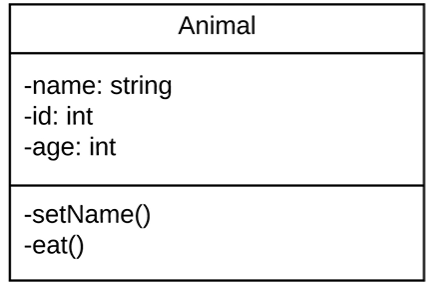 Animal
-name: string
-id: int
-age: int
-setName()
-eat()